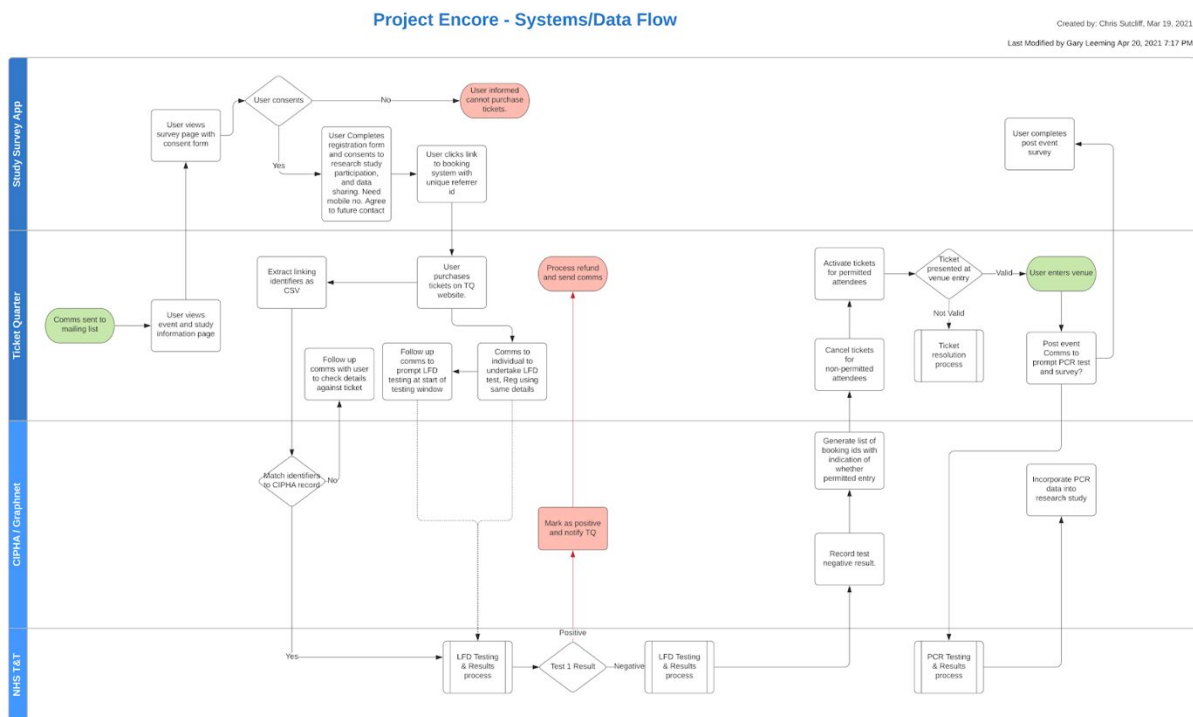 Project Encore - Systems/Data Flow
Created by: Chris Sutcliff, Mar 19, 2021
Last Modified by Gary Leeming Apr 20, 2021 7:17 PM
Study Survey App
User views
survey page with
consent form
User consents
No
User informed
cannot purchase
tickets.
Yes
User Completes
registration form
and consents to
research study
participation,
and data
sharing. Need
mobile no. Agree
to future contact
User clicks link
to booking
system with
unique referrer
id
User completes
post event
survey
Ticket Quarter
Comms sent to
mailing list
User views
event and study
information page
Extract linking
identifiers as
CSV
User
purchases
tickets on TQ
website.
Process refund
and send comms
Follow up
comms with user
to check details
against ticket
Follow up
comms to
prompt LFD
testing at start of
testing window
Comms to
individual to
undertake LFD
test, Reg using
same details
Activate tickets
for permitted
attendees
Ticket
presented at
venue entry
Valid
User enters venue
Not Valid
Ticket
resolution
process
Cancel tickets
for
non-permitted
attendees
Post event
Comms to
prompt PCR test
and survey?
CIPHA / Graphnet
Match identifiers
to CIPHA record
No
Mark as positive
and notify TQ
Generate list of
booking ids with
indication of
whether
permitted entry
Record test
negative result.
Incorporate PCR
data into
research study
NHS T&T
Yes
LFD Testing
& Results
process
Positive
Test 1 Result
Negative
LFD Testing
& Results
process
PCR Testing
& Results
process